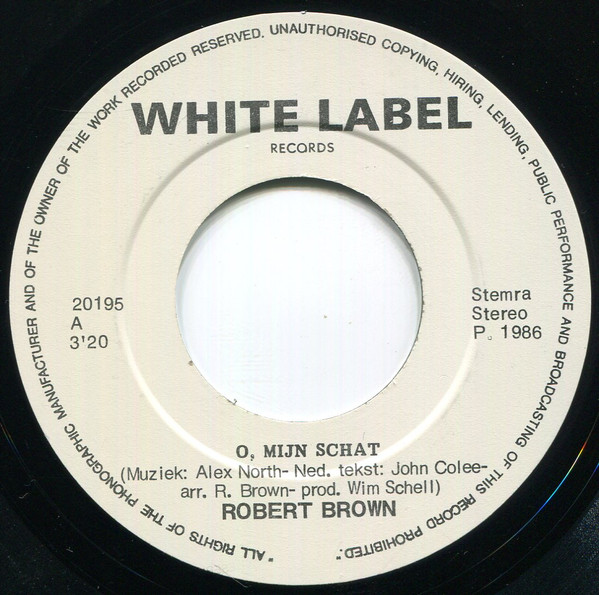 "ALL RIGHTS OF THE PHONOGRAPHIC MANUFACTURER AND OF THE OWNER OF THE WORK RECORDED RESERVED. UNAUTHORISED COPYING, HIRING, LENDING, PUBLIC PERFORMANCE AND BROADCASTING OF THIS RECORD PROHIBITED."
WHITE LABEL
RECORDS
20195
A
3'20
Stemra
Stereo
P. 1986
O, MIJN SCHAT
(Muziek: Alex North- Ned. tekst: John Colee-
arr. R. Brown- prod. Wim Schell)
ROBERT BROWN